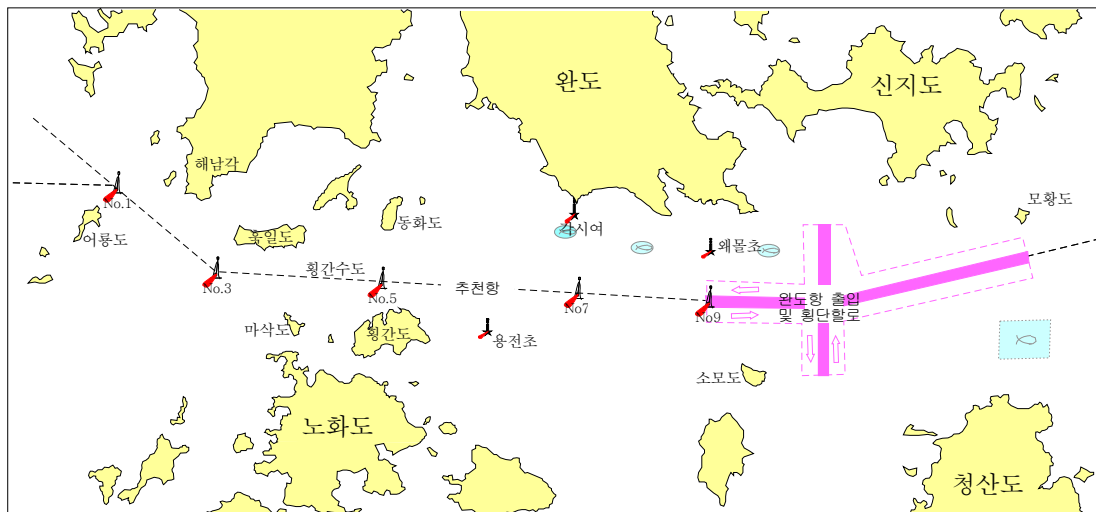 완도
신지도
해남각
No.1
어룡도
욱일도
동화도
각시여
왜몰초
모황도
No.3
횡간수도
No.5
추천항
No7
No9
완도항 출입
및 횡단할로
마삭도
횡간도
용전초
소모도
노화도
청산도